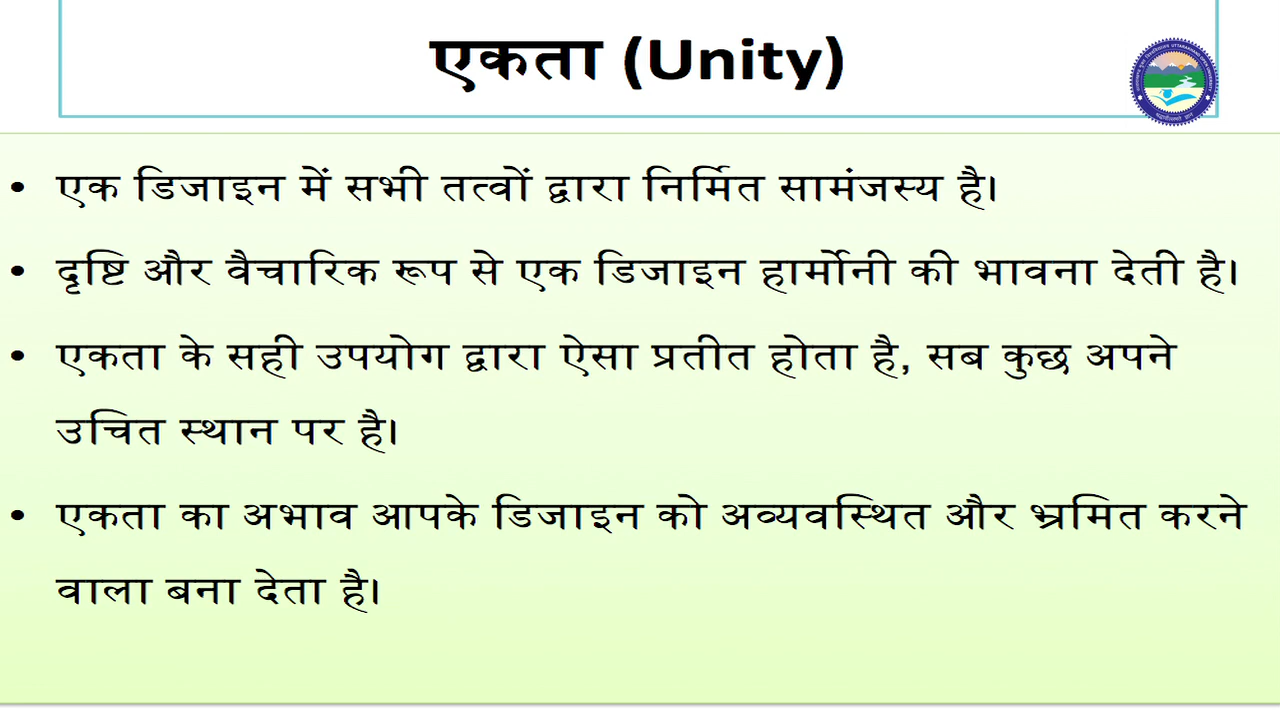 एकता (Unity)
• एक डिजाइन में सभी तत्वों द्वारा निर्मित सामंजस्य है।
• दृष्टि और वैचारिक रूप से एक डिजाइन हार्मोनी की भावना देती है।
• एकता के सही उपयोग द्वारा ऐसा प्रतीत होता है, सब कुछ अपने
उचित स्थान पर है।
• एकता का अभाव आपके डिजाइन को अव्यवस्थित और भ्रमित करने
वाला बना देता है।